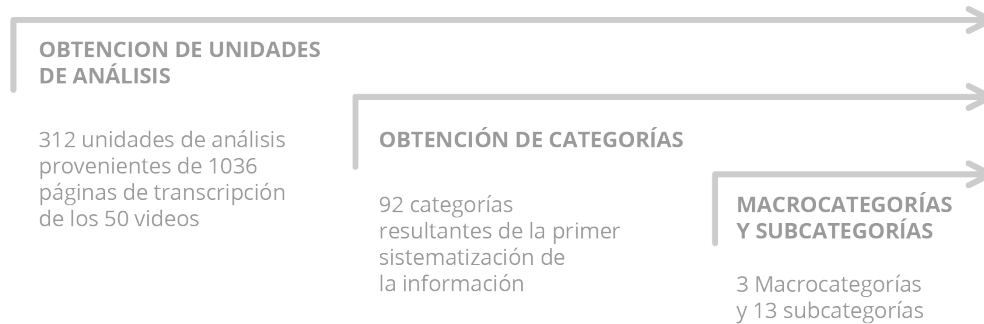 OBTENCION DE UNIDADES
DE ANÁLISIS
312 unidades de análisis
provenientes de 1036
páginas de transcripción
de los 50 videos
OBTENCIÓN DE CATEGORÍAS
92 categorías
resultantes de la primer
sistematización de
la información
MACROCATEGORÍAS
Y SUBCATEGORÍAS
3 Macrocategorías
y 13 subcategorías